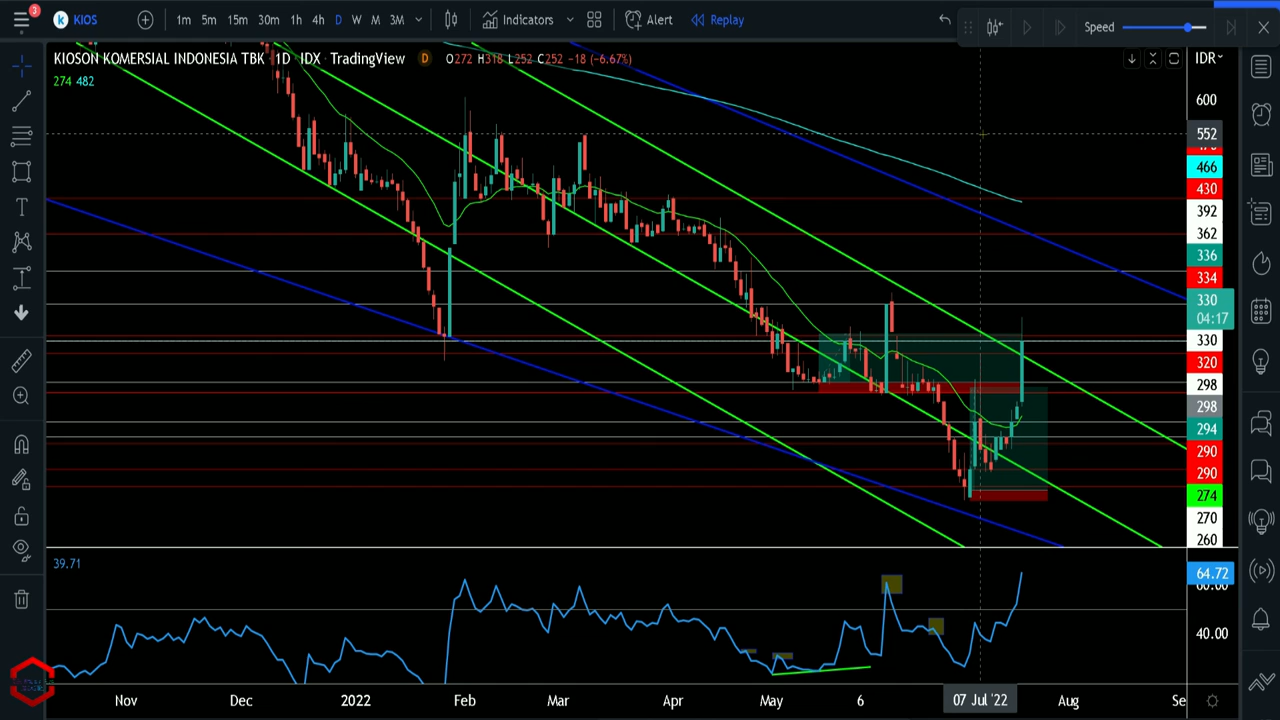 3
KIOS
1m 5m 15m 30m 1h 4h D W M 3M
Indicators
Alert
Replay
Speed
KIOSON KOMERSIAL INDONESIA TBK 1D IDX TradingView D O272 H318 L252 C252 −18 (−6.67%)
274 482
IDR
600
552
466
430
392
362
336
334
330
04:17
330
320
298
298
294
290
290
274
270
260
39.71
64.72
60.00
40.00
Nov Dec 2022 Feb Mar Apr May 6 07 Jul '22 Aug Se